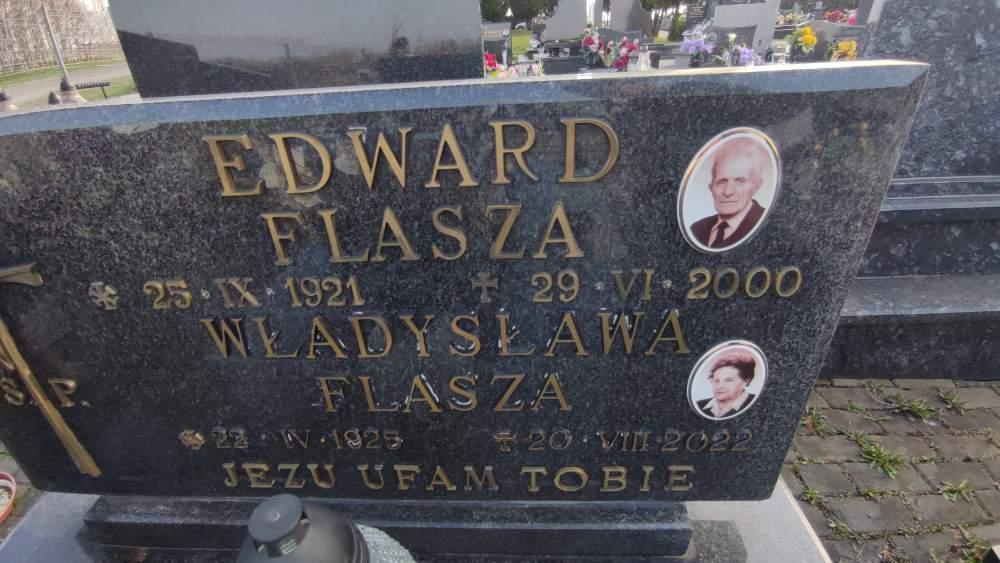 EDWARD
FLASZA
25 · IX · 1921 29 · VI · 2000
WŁADYSŁAWA
FLASZA
Ś. P.
22 · IV · 1925 20 · VIII · 2022
JEZU UFAM TOBIE